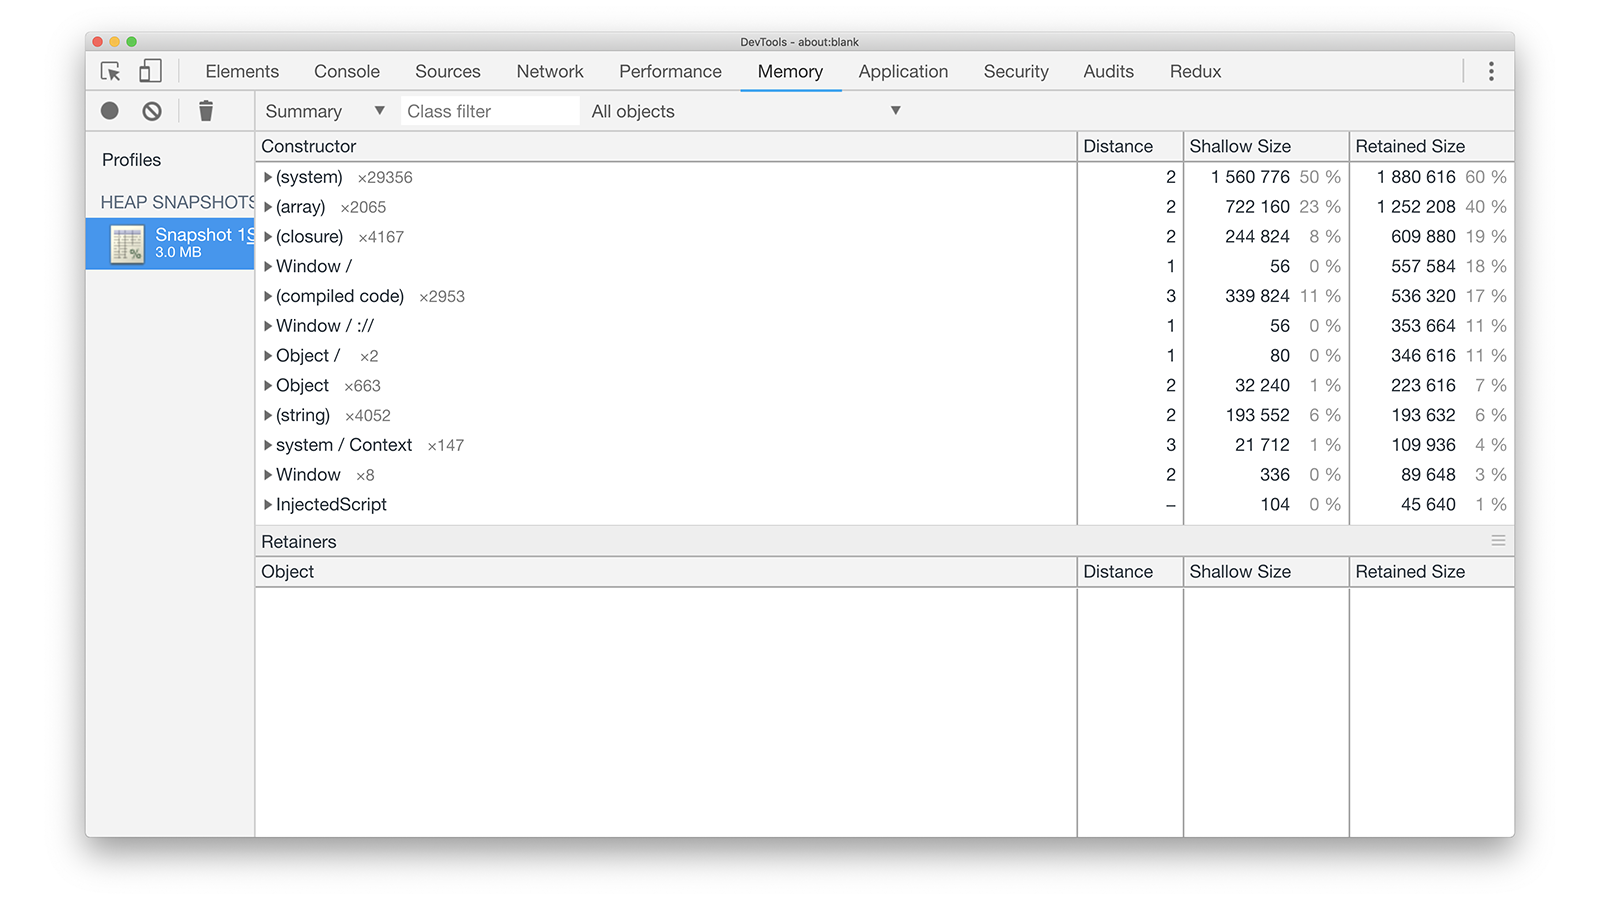 DevTools - about:blank
Elements Console Sources Network Performance Memory Application Security Audits Redux
Summary ▼ Class filter All objects ▼
Profiles
HEAP SNAPSHOTS
Snapshot 1S
3.0 MB
Constructor Distance Shallow Size Retained Size
(system) ×29356 2 1 560 776 50 % 1 880 616 60 %
(array) ×2065 2 722 160 23 % 1 252 208 40 %
(closure) ×4167 2 244 824 8 % 609 880 19 %
Window / 1 56 0 % 557 584 18 %
(compiled code) ×2953 3 339 824 11 % 536 320 17 %
Window / :// 1 56 0 % 353 664 11 %
Object / ×2 1 80 0 % 346 616 11 %
Object ×663 2 32 240 1 % 223 616 7 %
(string) ×4052 2 193 552 6 % 193 632 6 %
system / Context ×147 3 21 712 1 % 109 936 4 %
Window ×8 2 336 0 % 89 648 3 %
InjectedScript – 104 0 % 45 640 1 %
Retainers
Object Distance Shallow Size Retained Size